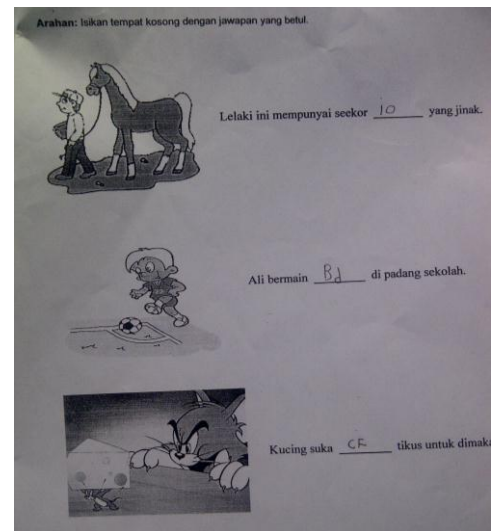 Arahan: Isikan tempat kosong dengan jawapan yang betul.
Lelaki ini mempunyai seekor 10 yang jinak.
Ali bermain Bd di padang sekolah.
Kucing suka CF tikus untuk dimaka